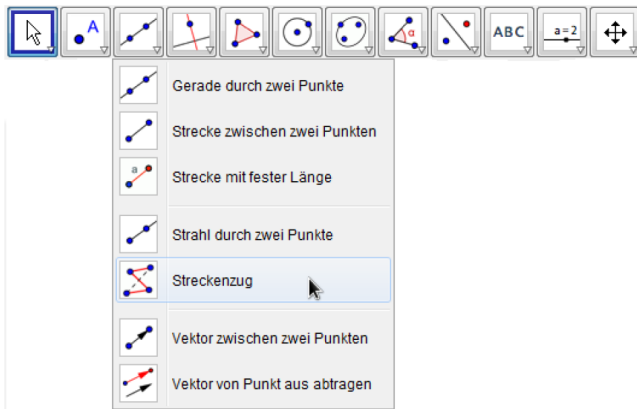 A
α
ABC
a=2
Gerade durch zwei Punkte
Strecke zwischen zwei Punkten
a
Strecke mit fester Länge
Strahl durch zwei Punkte
Streckenzug
Vektor zwischen zwei Punkten
Vektor von Punkt aus abtragen